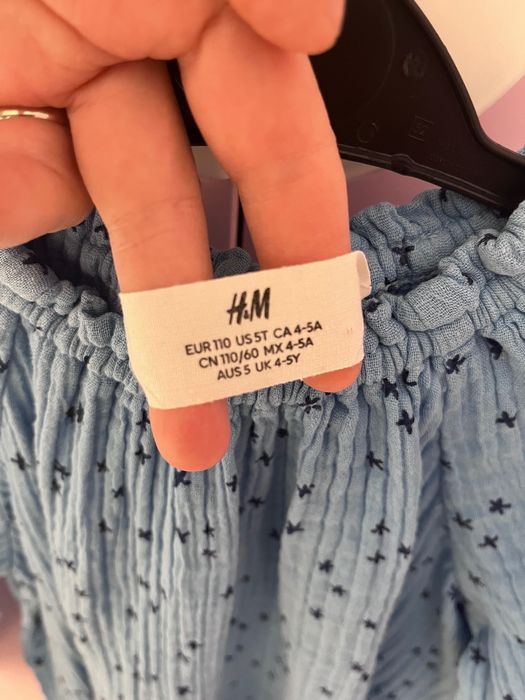 H&M
EUR 110 US 5T CA 4-5A
CN 110/60 MX 4-5A
AUS 5 UK 4-5Y